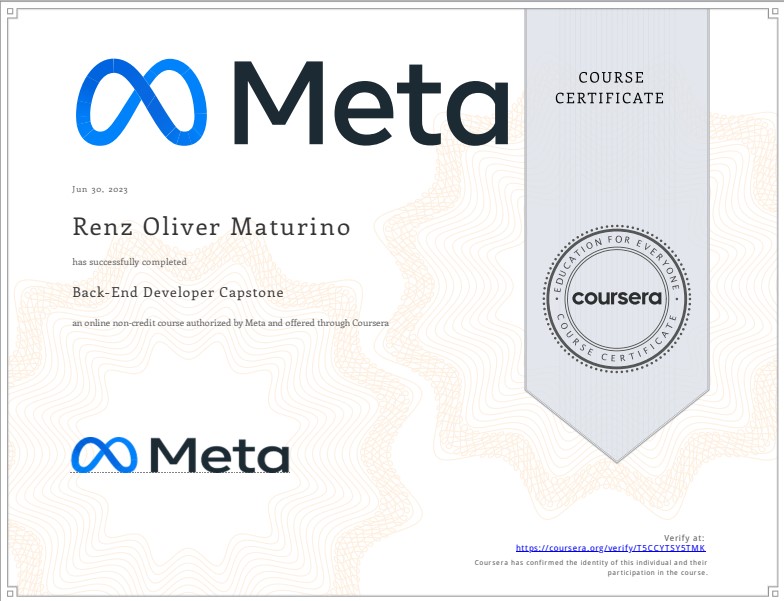 Meta
COURSE
CERTIFICATE
Jun 30, 2023
Renz Oliver Maturino
has successfully completed
Back-End Developer Capstone
an online non-credit course authorized by Meta and offered through Coursera
EDUCATION FOR EVERYONE
coursera
COURSE CERTIFICATE
Meta
Verify at:
https://coursera.org/verify/T5CCYTSY5TMK
Coursera has confirmed the identity of this individual and their
participation in the course.